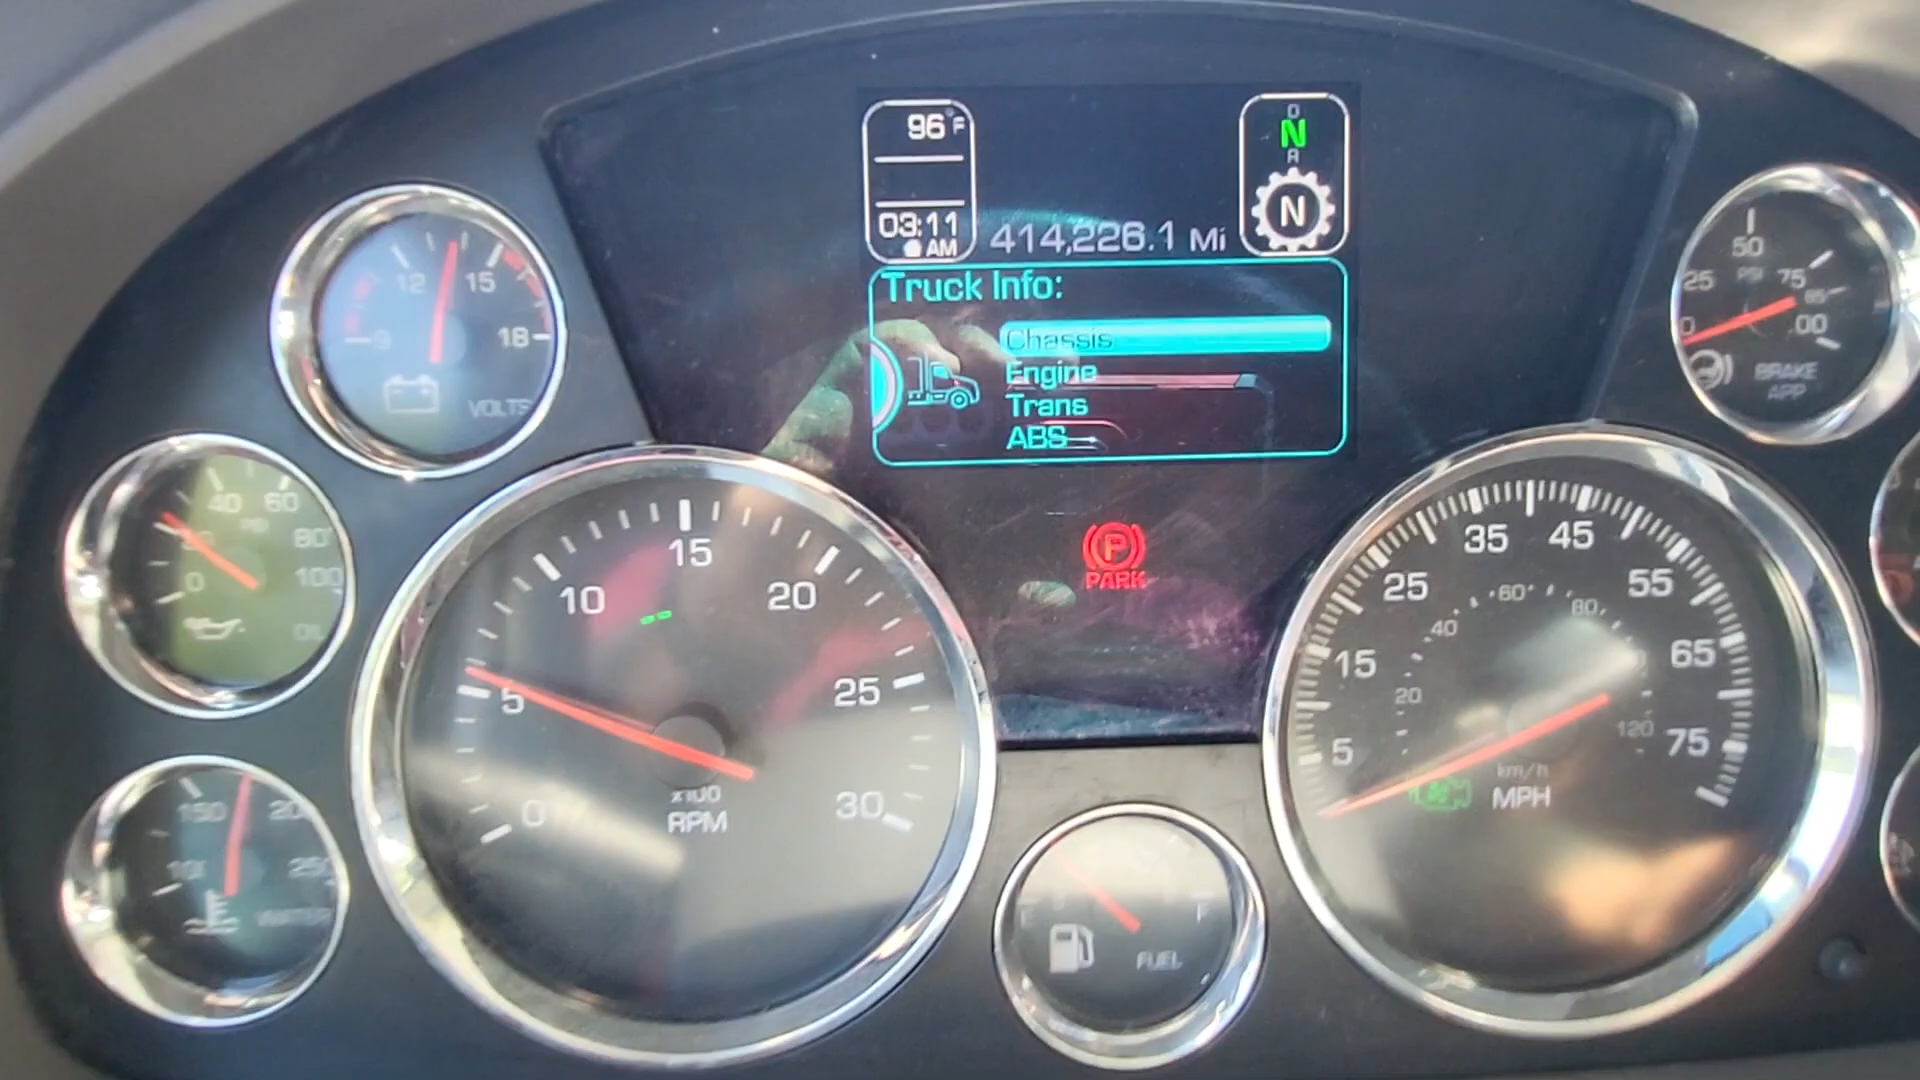 96°F
03:11
AM
414,226.1 Mi
D
N
R
N
Truck Info:
Chassis
Engine
Trans
ABS
PARK
9
12
15
18
VOLTS
0
20
40
60
80
100
PSI
OIL
150
WATER
0
5
10
15
20
25
30
x100
RPM
E
F
FUEL
5
15
25
35
45
55
65
75
20
40
60
80
120
km/h
MPH
0
25
50
75
PSI
BRAKE
APP